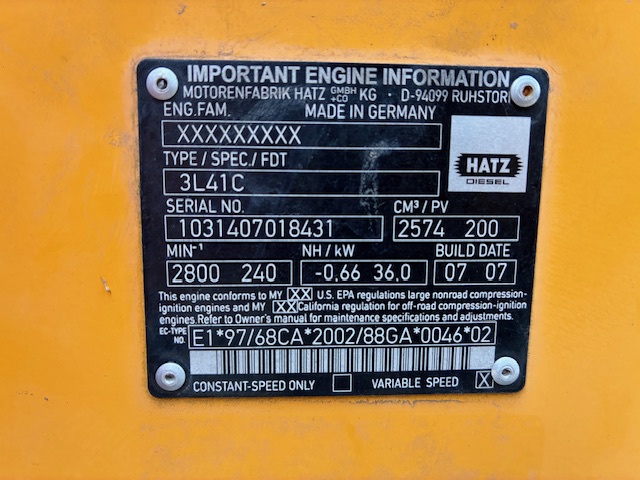 IMPORTANT ENGINE INFORMATION
MOTORENFABRIK HATZ GMBH +CO KG · D-94099 RUHSTORF
ENG.FAM. MADE IN GERMANY
XXXXXXXXX
TYPE / SPEC./ FDT
3L41C
HATZ
DIESEL
SERIAL NO. CM³ / PV
1031407018431 2574 200
MIN⁻¹ NH / kW BUILD DATE
2800 240 -0,66 36,0 07 07
This engine conforms to MY XX U.S. EPA regulations large nonroad compression-
ignition engines and MY XX California regulation for off-road compression-ignition
engines. Refer to Owner's manual for maintenance specifications and adjustments.
EC-TYPE NO. E1*97/68CA*2002/88GA*0046*02
CONSTANT-SPEED ONLY VARIABLE SPEED X